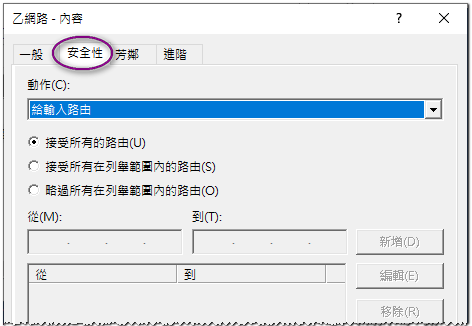 乙網路 - 內容
? ×
一般 安全性 芳鄰 進階
動作(C):
給輸入路由
接受所有的路由(U)
接受所有在列舉範圍內的路由(S)
略過所有在列舉範圍內的路由(O)
從(M): 到(T):
. . . . . . 新增(D)
從 到 編輯(E)
移除(R)